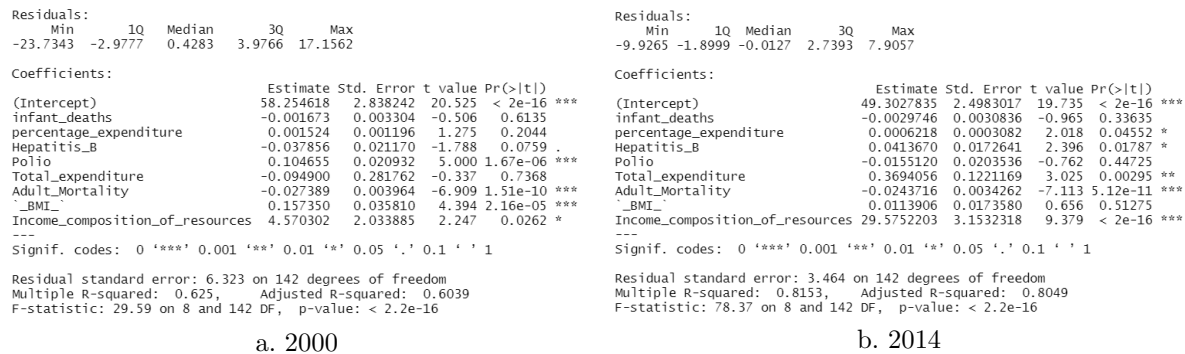 Residuals:
Min 1Q Median 3Q Max
-23.7343 -2.9777 0.4283 3.9766 17.1562
Coefficients:
Estimate Std. Error t value Pr(>|t|)
(Intercept) 58.254618 2.838242 20.525 < 2e-16 ***
infant_deaths -0.001673 0.003304 -0.506 0.6135
percentage_expenditure 0.001524 0.001196 1.275 0.2044
Hepatitis_B -0.037856 0.021170 -1.788 0.0759 .
Polio 0.104655 0.020932 5.000 1.67e-06 ***
Total_expenditure -0.094900 0.281762 -0.337 0.7368
Adult_Mortality -0.027389 0.003964 -6.909 1.51e-10 ***
`_BMI_` 0.157350 0.035810 4.394 2.16e-05 ***
Income_composition_of_resources 4.570302 2.033885 2.247 0.0262 *
---
Signif. codes: 0 ‘***’ 0.001 ‘**’ 0.01 ‘*’ 0.05 ‘.’ 0.1 ‘ ’ 1
Residual standard error: 6.323 on 142 degrees of freedom
Multiple R-squared: 0.625, Adjusted R-squared: 0.6039
F-statistic: 29.59 on 8 and 142 DF, p-value: < 2.2e-16
a. 2000
Residuals:
Min 1Q Median 3Q Max
-9.9265 -1.8999 -0.0127 2.7393 7.9057
Coefficients:
Estimate Std. Error t value Pr(>|t|)
(Intercept) 49.3027835 2.4983017 19.735 < 2e-16 ***
infant_deaths -0.0029746 0.0030836 -0.965 0.33635
percentage_expenditure 0.0006218 0.0003082 2.018 0.04552 *
Hepatitis_B 0.0413670 0.0172641 2.396 0.01787 *
Polio -0.0155120 0.0203536 -0.762 0.44725
Total_expenditure 0.3694056 0.1221169 3.025 0.00295 **
Adult_Mortality -0.0243716 0.0034262 -7.113 5.12e-11 ***
`_BMI_` 0.0113906 0.0173580 0.656 0.51275
Income_composition_of_resources 29.5752203 3.1532318 9.379 < 2e-16 ***
---
Signif. codes: 0 ‘***’ 0.001 ‘**’ 0.01 ‘*’ 0.05 ‘.’ 0.1 ‘ ’ 1
Residual standard error: 3.464 on 142 degrees of freedom
Multiple R-squared: 0.8153, Adjusted R-squared: 0.8049
F-statistic: 78.37 on 8 and 142 DF, p-value: < 2.2e-16
b. 2014